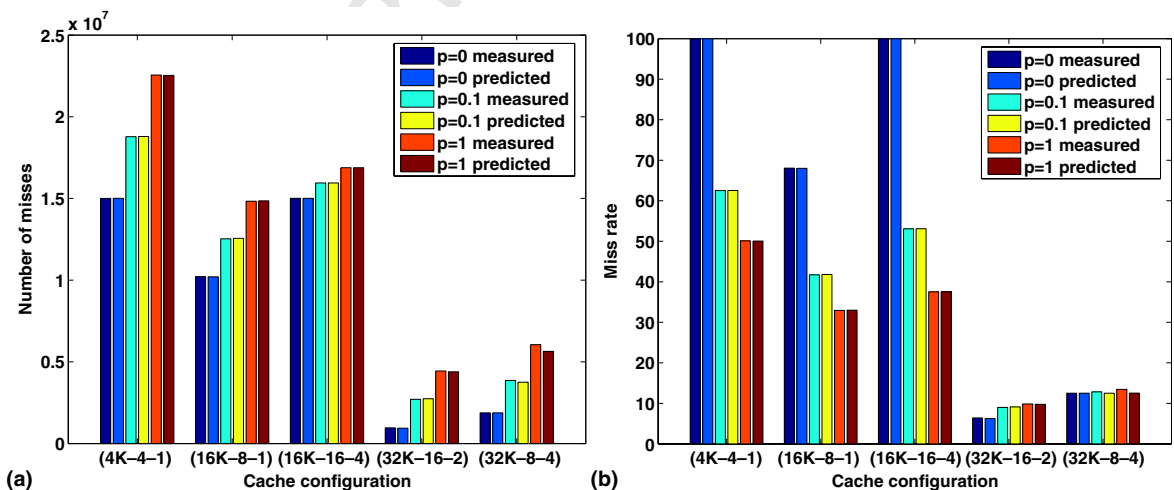 x 10^7
2.5
2
1.5
1
0.5
0
Number of misses
p=0 measured
p=0 predicted
p=0.1 measured
p=0.1 predicted
p=1 measured
p=1 predicted
(4K–4–1) (16K–8–1) (16K–16–4) (32K–16–2) (32K–8–4)
Cache configuration
(a)
100
90
80
70
60
50
40
30
20
10
0
Miss rate
p=0 measured
p=0 predicted
p=0.1 measured
p=0.1 predicted
p=1 measured
p=1 predicted
(4K–4–1) (16K–8–1) (16K–16–4) (32K–16–2) (32K–8–4)
Cache configuration
(b)